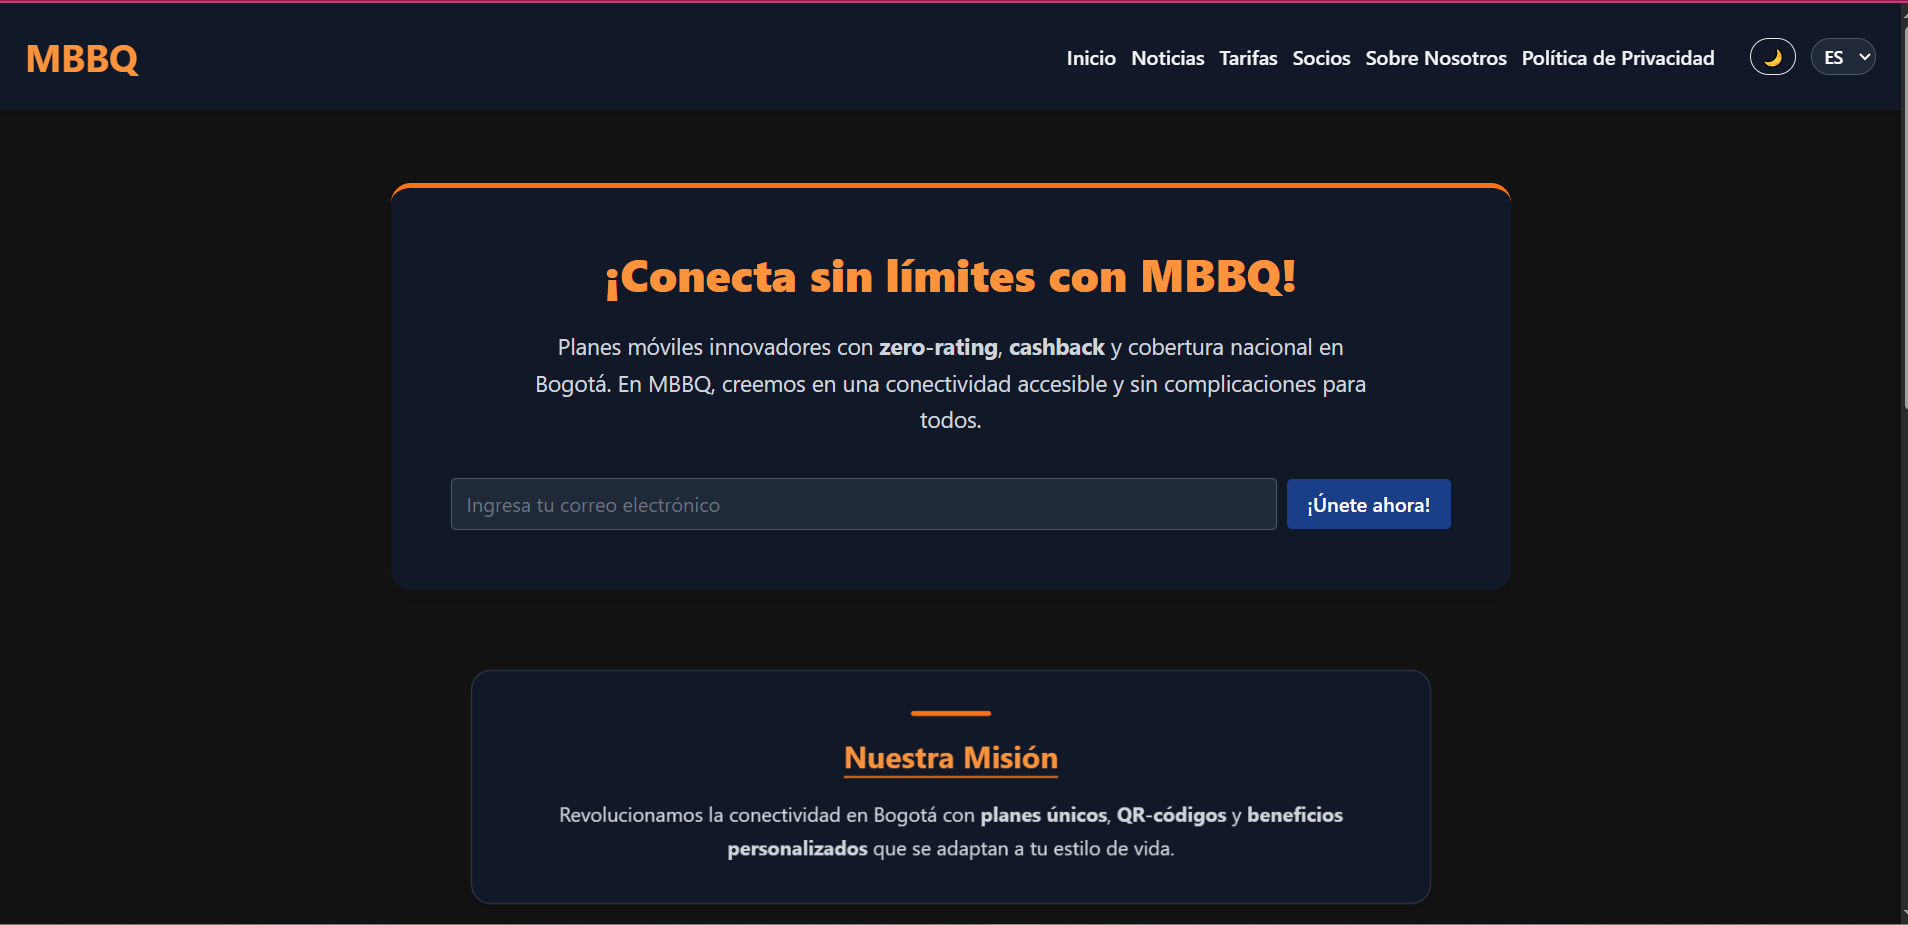 MBBQ
Inicio Noticias Tarifas Socios Sobre Nosotros Política de Privacidad ES
¡Conecta sin límites con MBBQ!
Planes móviles innovadores con zero-rating, cashback y cobertura nacional en
Bogotá. En MBBQ, creemos en una conectividad accesible y sin complicaciones para
todos.
Ingresa tu correo electrónico ¡Únete ahora!
Nuestra Misión
Revolucionamos la conectividad en Bogotá con planes únicos, QR-códigos y beneficios
personalizados que se adaptan a tu estilo de vida.